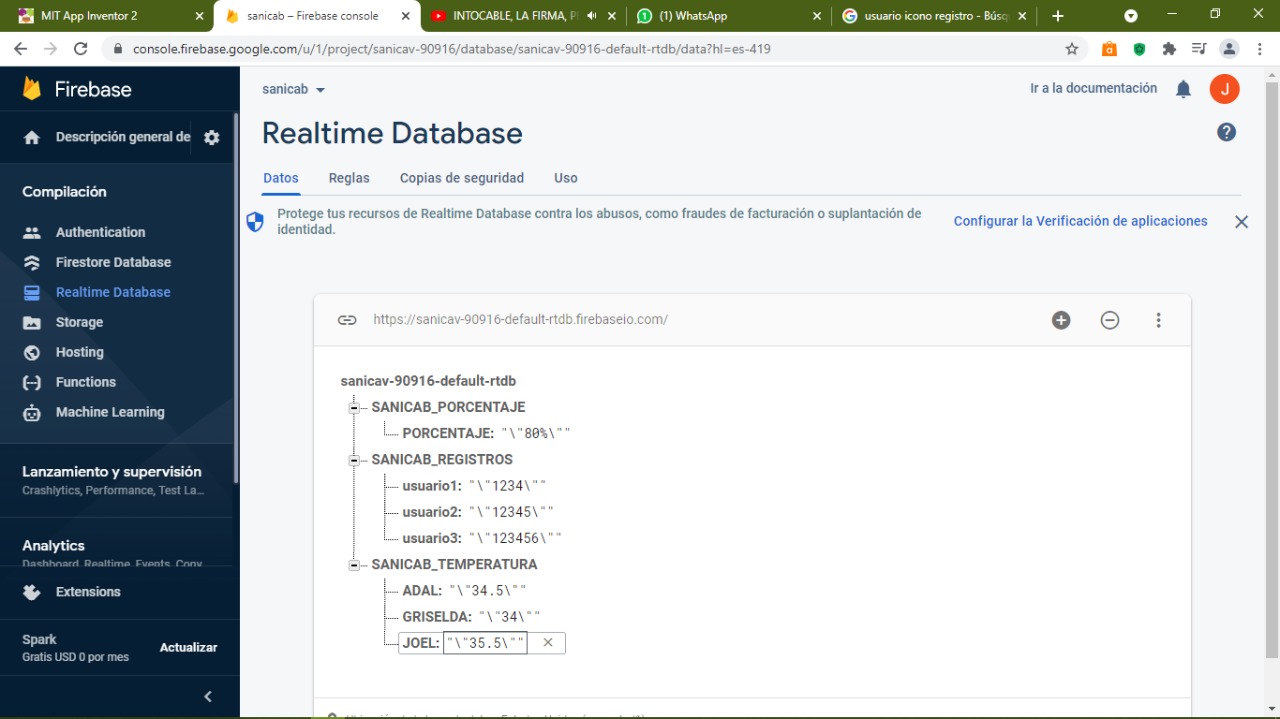 MIT App Inventor 2
sanicab – Firebase console
INTOCABLE, LA FIRMA,
(1) WhatsApp
usuario icono registro - Búsq
console.firebase.google.com/u/1/project/sanicav-90916/database/sanicav-90916-default-rtdb/data?hl=es-419
Firebase
Descripción general de
Compilación
Authentication
Firestore Database
Realtime Database
Storage
Hosting
Functions
Machine Learning
Lanzamiento y supervisión
Crashlytics, Performance, Test La...
Analytics
Dashboard, Realtime, Events, Conv
Extensions
Spark
Gratis USD 0 por mes
Actualizar
sanicab
Ir a la documentación
J
Realtime Database
Datos
Reglas
Copias de seguridad
Uso
Protege tus recursos de Realtime Database contra los abusos, como fraudes de facturación o suplantación de
identidad.
Configurar la Verificación de aplicaciones
https://sanicav-90916-default-rtdb.firebaseio.com/
sanicav-90916-default-rtdb
SANICAB_PORCENTAJE
PORCENTAJE: "\"80%\""
SANICAB_REGISTROS
usuario1: "\"1234\""
usuario2: "\"12345\""
usuario3: "\"123456\""
SANICAB_TEMPERATURA
ADAL: "\"34.5\""
GRISELDA: "\"34\""
JOEL: "\"35.5\""